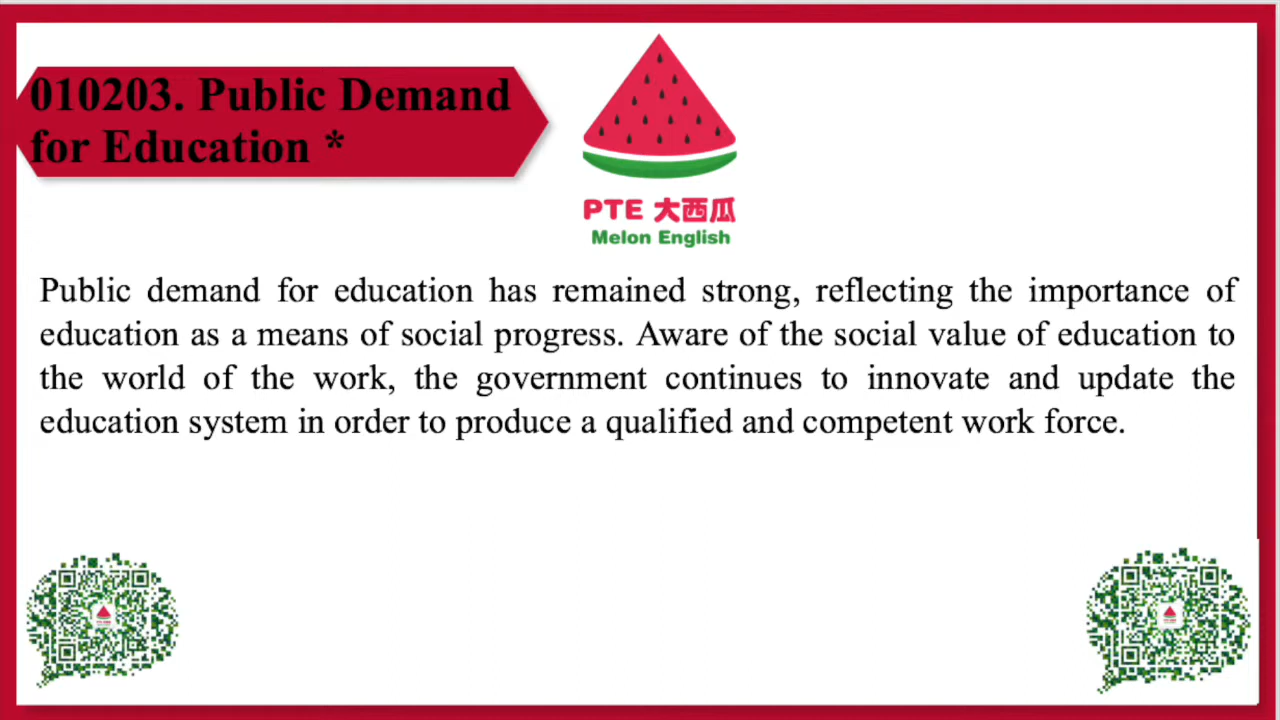 010203. Public Demand
for Education *
PTE 大西瓜
Melon English
Public demand for education has remained strong, reflecting the importance of
education as a means of social progress. Aware of the social value of education to
the world of the work, the government continues to innovate and update the
education system in order to produce a qualified and competent work force.